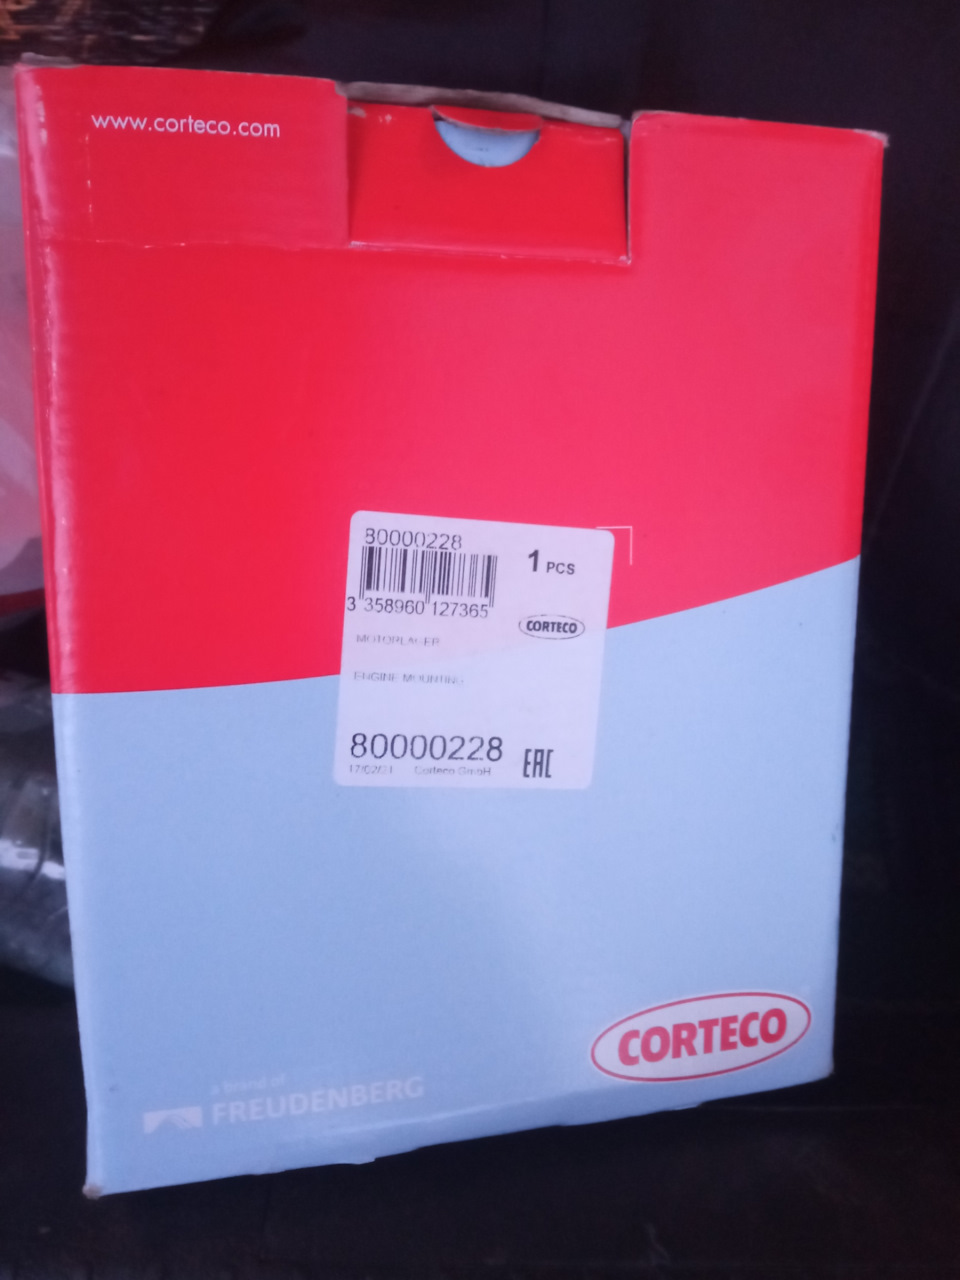 www.corteco.com
80000228
1 PCS
3 358960 127365
CORTECO
MOTORLAGER
ENGINE MOUNTING
80000228
Corteco GmbH
EAC
CORTECO
a brand of
FREUDENBERG